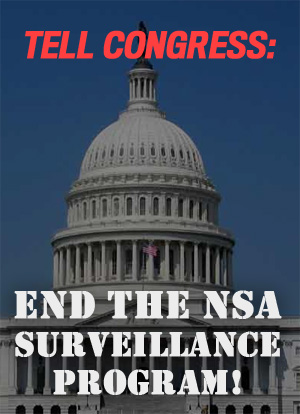 TELL CONGRESS:
END THE NSA
SURVEILLANCE
PROGRAM!